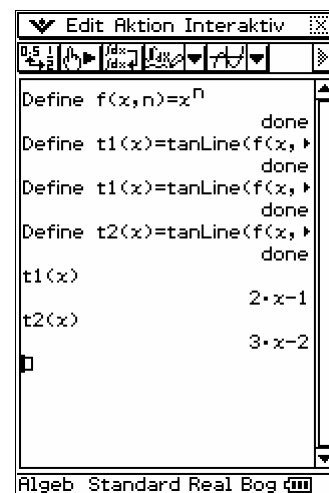 Edit Aktion Interaktiv
Define f(x,n)=xⁿ
done
Define t1(x)=tanLine(f(x,
done
Define t1(x)=tanLine(f(x,
done
Define t2(x)=tanLine(f(x,
done
t1(x)
2·x-1
t2(x)
3·x-2
Algeb Standard Real Bog